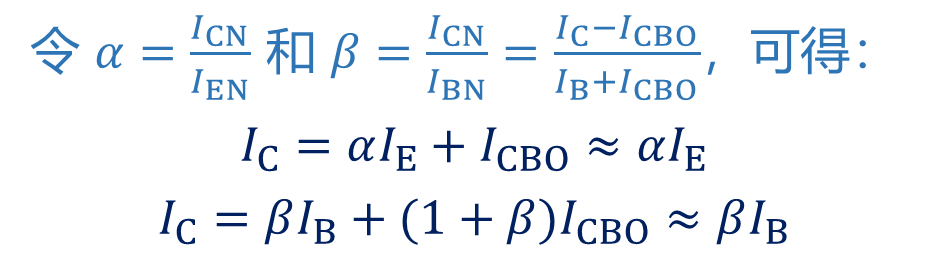 令 α = I_CN/I_EN 和 β = I_CN/I_BN = (I_C−I_CBO)/(I_B+I_CBO), 可得：
I_C = αI_E + I_CBO ≈ αI_E
I_C = βI_B + (1 + β)I_CBO ≈ βI_B